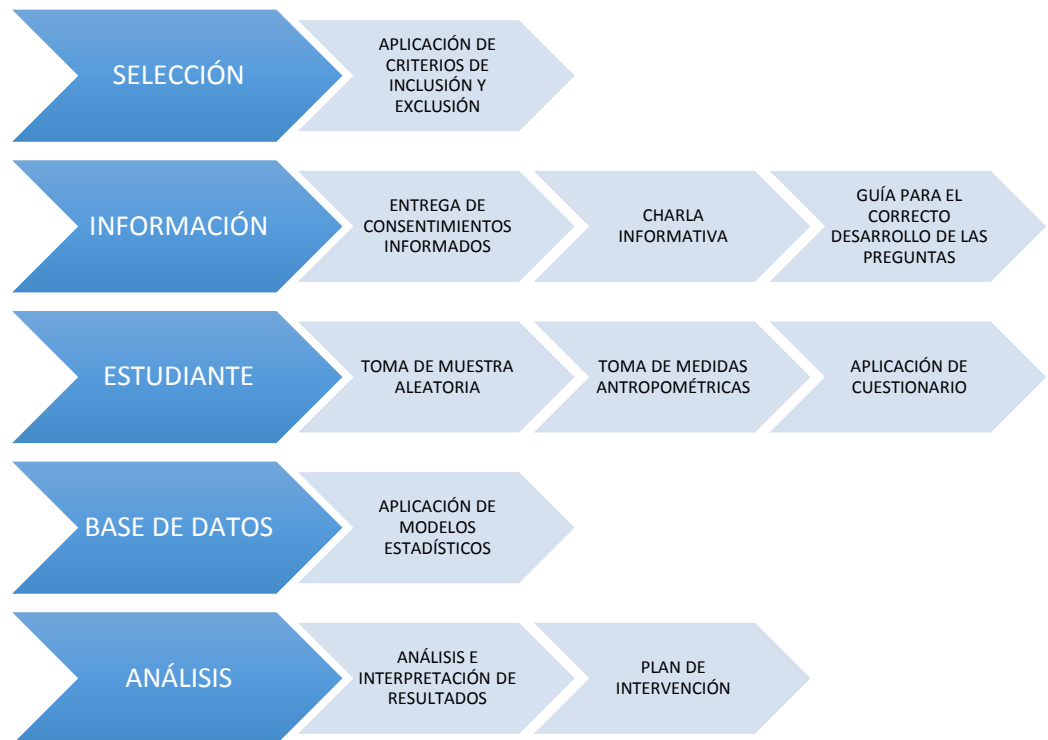 SELECCIÓN
APLICACIÓN DE
CRITERIOS DE
INCLUSIÓN Y
EXCLUSIÓN
INFORMACIÓN
ENTREGA DE
CONSENTIMIENTOS
INFORMADOS
CHARLA
INFORMATIVA
GUÍA PARA EL
CORRECTO
DESARROLLO DE LAS
PREGUNTAS
ESTUDIANTE
TOMA DE MUESTRA
ALEATORIA
TOMA DE MEDIDAS
ANTROPOMÉTRICAS
APLICACIÓN DE
CUESTIONARIO
BASE DE DATOS
APLICACIÓN DE
MODELOS
ESTADÍSTICOS
ANÁLISIS
ANÁLISIS E
INTERPRETACIÓN DE
RESULTADOS
PLAN DE
INTERVENCIÓN